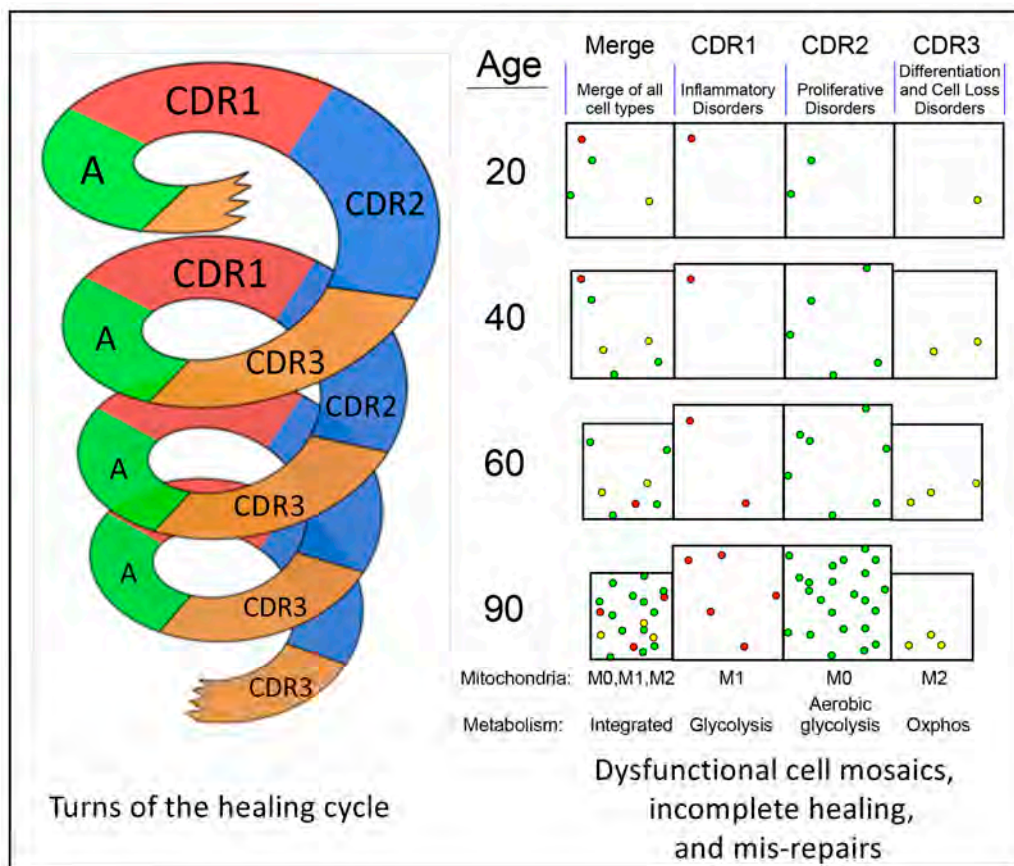 CDR1
A
CDR2
CDR1
A
CDR3
CDR2
A
CDR3
A
CDR3
CDR3
Turns of the healing cycle
Age
Merge CDR1 CDR2 CDR3
Merge of all
cell types
Inflammatory
Disorders
Proliferative
Disorders
Differentiation
and Cell Loss
Disorders
20
40
60
90
Mitochondria: M0,M1,M2 M1 M0 M2
Metabolism: Integrated Glycolysis Aerobic
glycolysis Oxphos
Dysfunctional cell mosaics,
incomplete healing,
and mis-repairs